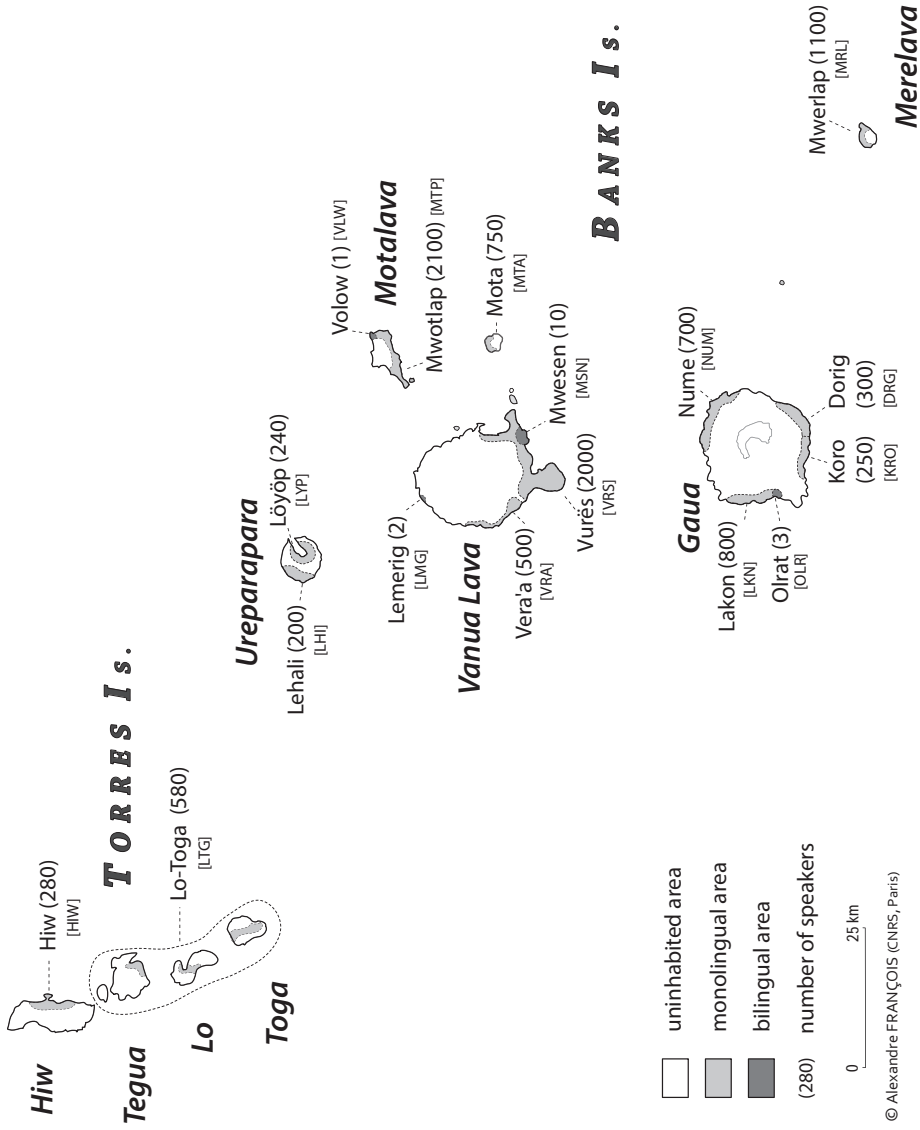 Hiw
Hiw (280)
[HIW]
TORRES Is.
Tegua
Lo
Lo-Toga (580)
[LTG]
Toga
Ureparapara
Löyöp (240)
[LYP]
Lehali (200)
[LHI]
Volow (1) [VLW]
Motalava
Mwotlap (2100) [MTP]
Lemerig (2)
[LMG]
Mota (750)
[MTA]
Vanua Lava
Vera'a (500)
[VRA]
Mwesen (10)
[MSN]
Vurës (2000)
[VRS]
BANKS Is.
Gaua
Nume (700)
[NUM]
Lakon (800)
[LKN]
Olrat (3)
[OLR]
Koro
(250)
[KRO]
Dorig
(300)
[DRG]
Mwerlap (1100)
[MRL]
Merelava
uninhabited area
monolingual area
bilingual area
(280) number of speakers
0 25 km
© Alexandre FRANÇOIS (CNRS, Paris)